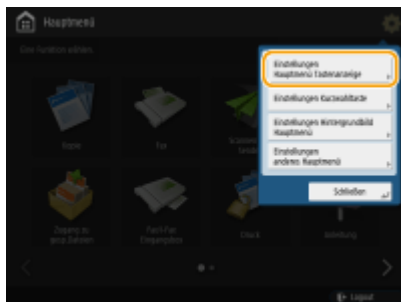 Hauptmenü
Eine Funktion wählen.
Einstellungen
Hauptmenü Tastenanzeige
Einstellungen Kurzwahltaste
Einstellungen Hintergrundbild
Hauptmenü
Einstellungen
anderes Hauptmenü
Schließen
Kopie
Fax
Scannen
Zugang zu
gesp.Dateien
Fax/I-Fax
Eingangsbox
Druck
Anleitung
Logout